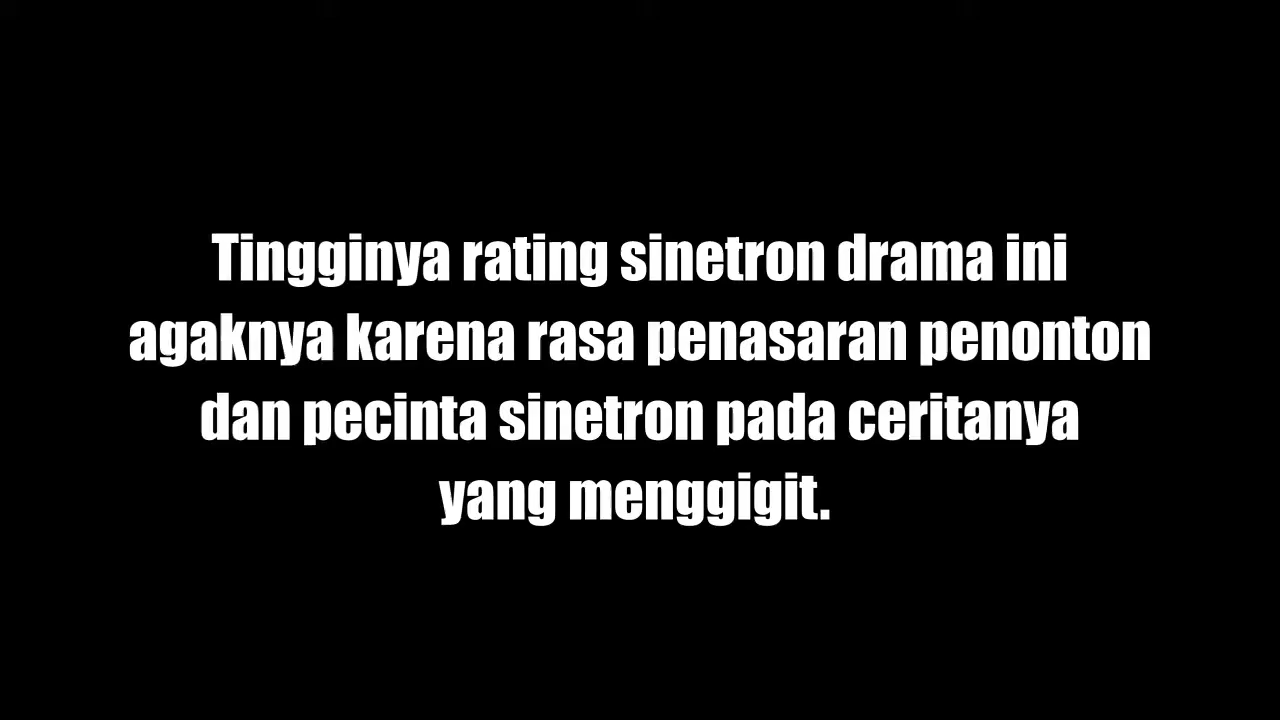 Tingginya rating sinetron drama ini
agaknya karena rasa penasaran penonton
dan pecinta sinetron pada ceritanya
yang menggigit.